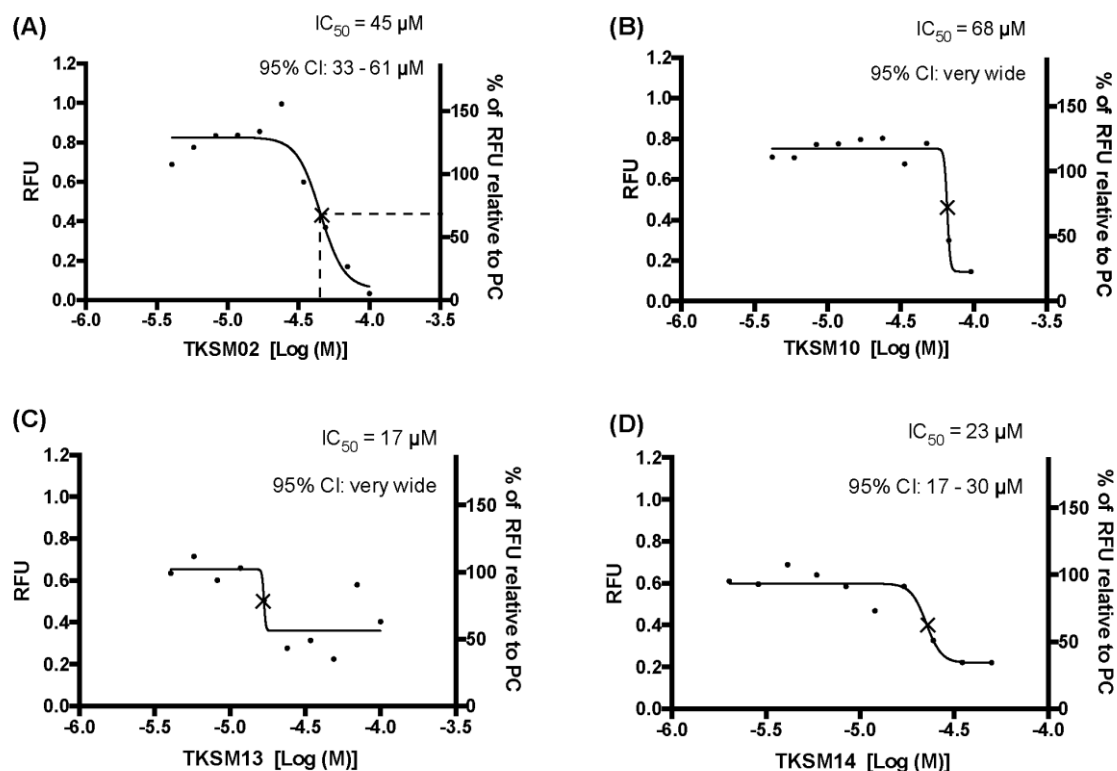 (A)
IC50 = 45 µM
95% CI: 33 - 61 µM
1.2
1.0
0.8
0.6
0.4
0.2
0.0
RFU
150
100
50
0
% of RFU relative to PC
-6.0 -5.5 -5.0 -4.5 -4.0 -3.5
TKSM02 [Log (M)]
(B)
IC50 = 68 µM
95% CI: very wide
1.2
1.0
0.8
0.6
0.4
0.2
0.0
RFU
150
100
50
0
% of RFU relative to PC
-6.0 -5.5 -5.0 -4.5 -4.0 -3.5
TKSM10 [Log (M)]
(C)
IC50 = 17 µM
95% CI: very wide
1.2
1.0
0.8
0.6
0.4
0.2
0.0
RFU
150
100
50
0
% of RFU relative to PC
-6.0 -5.5 -5.0 -4.5 -4.0 -3.5
TKSM13 [Log (M)]
(D)
IC50 = 23 µM
95% CI: 17 - 30 µM
1.2
1.0
0.8
0.6
0.4
0.2
0.0
RFU
150
100
50
0
% of RFU relative to PC
-6.0 -5.5 -5.0 -4.5 -4.0
TKSM14 [Log (M)]